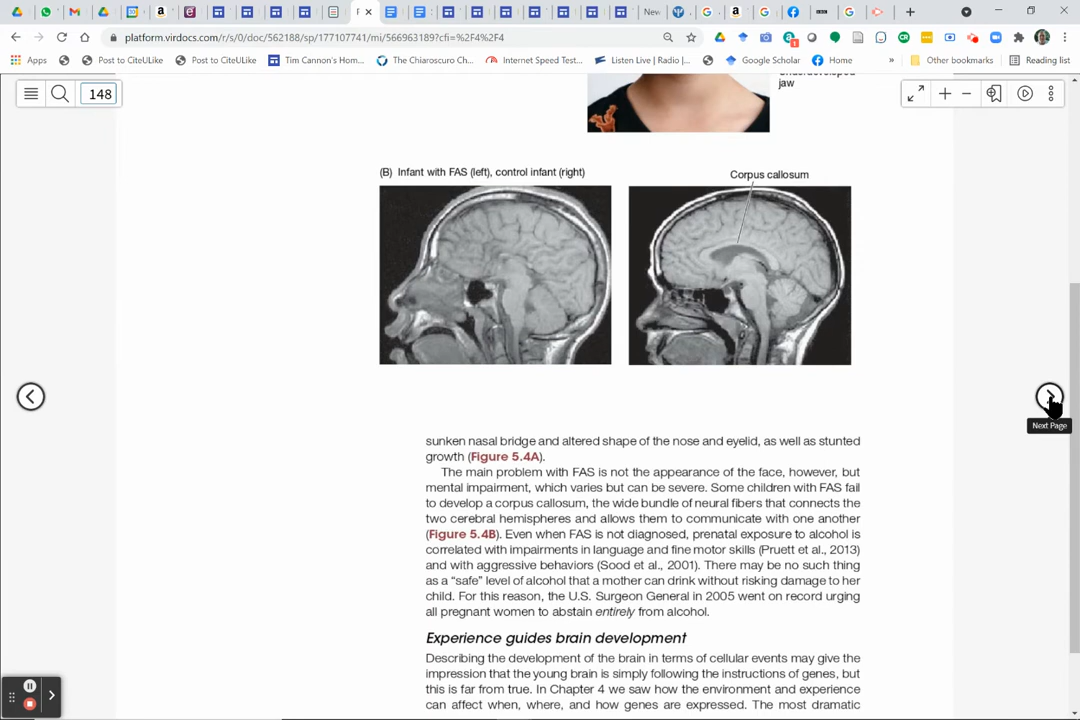 New
platform.virdocs.com/r/s/0/doc/562188/sp/177107741/mi/566963189?cfi=%2F4%2F4
Apps
Post to CiteULike
Post to CiteULike
Tim Cannon's Hom...
The Chiaroscuro Ch...
Internet Speed Test...
Listen Live | Radio |...
Google Scholar
Home
»
Other bookmarks
Reading list
148
jaw
(B) Infant with FAS (left), control infant (right)
Corpus callosum
Next Page
sunken nasal bridge and altered shape of the nose and eyelid, as well as stunted
growth (Figure 5.4A).
The main problem with FAS is not the appearance of the face, however, but
mental impairment, which varies but can be severe. Some children with FAS fail
to develop a corpus callosum, the wide bundle of neural fibers that connects the
two cerebral hemispheres and allows them to communicate with one another
(Figure 5.4B). Even when FAS is not diagnosed, prenatal exposure to alcohol is
correlated with impairments in language and fine motor skills (Pruett et al., 2013)
and with aggressive behaviors (Sood et al., 2001). There may be no such thing
as a “safe” level of alcohol that a mother can drink without risking damage to her
child. For this reason, the U.S. Surgeon General in 2005 went on record urging
all pregnant women to abstain entirely from alcohol.
Experience guides brain development
Describing the development of the brain in terms of cellular events may give the
impression that the young brain is simply following the instructions of genes, but
this is far from true. In Chapter 4 we saw how the environment and experience
can affect when, where, and how genes are expressed. The most dramatic